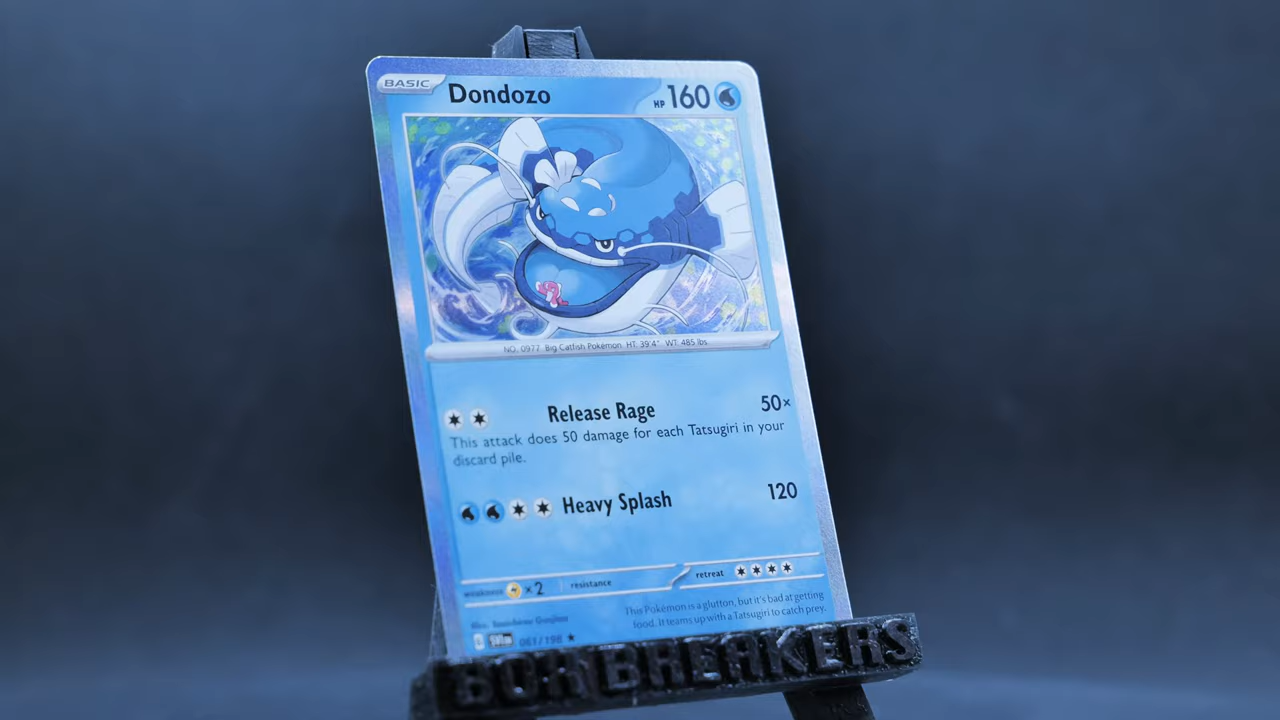 BASIC Dondozo HP 160
NO. 0977 Big Catfish Pokémon HT: 39'4" WT: 485 lbs.
Release Rage 50×
This attack does 50 damage for each Tatsugiri in your
discard pile.
Heavy Splash 120
weakness ×2 resistance retreat
This Pokémon is a glutton, but it's bad at getting
food. It teams up with a Tatsugiri to catch prey.
Illus.
061/198
BOX BREAKERS